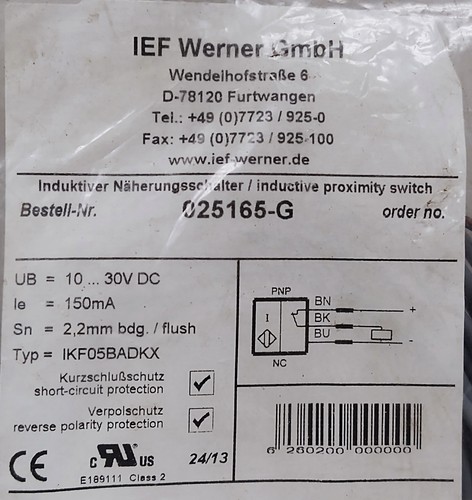 IEF Werner GmbH
Wendelhofstraße 6
D-78120 Furtwangen
Tel.: +49 (0)7723 / 925-0
Fax: +49 (0)7723 / 925-100
www.ief-werner.de
Induktiver Näherungsschalter / inductive proximity switch
Bestell-Nr. 025165-G order no.
UB = 10 ... 30V DC
Ie = 150mA
Sn = 2,2mm bdg. / flush
Typ = IKF05BADKX
Kurzschlußschutz
short-circuit protection
Verpolschutz
reverse polarity protection
CE c RU US 24/13
E189111 Class 2
PNP
BN +
I BK
BU -
NC
6 260200 000000